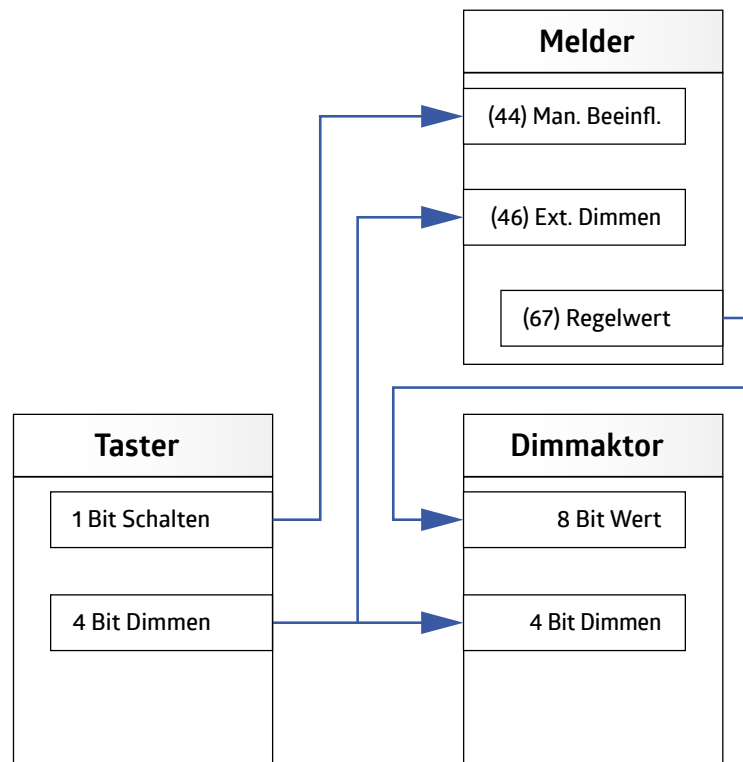 Melder
(44) Man. Beeinfl.
(46) Ext. Dimmen
(67) Regelwert
Taster
1 Bit Schalten
4 Bit Dimmen
Dimmaktor
8 Bit Wert
4 Bit Dimmen